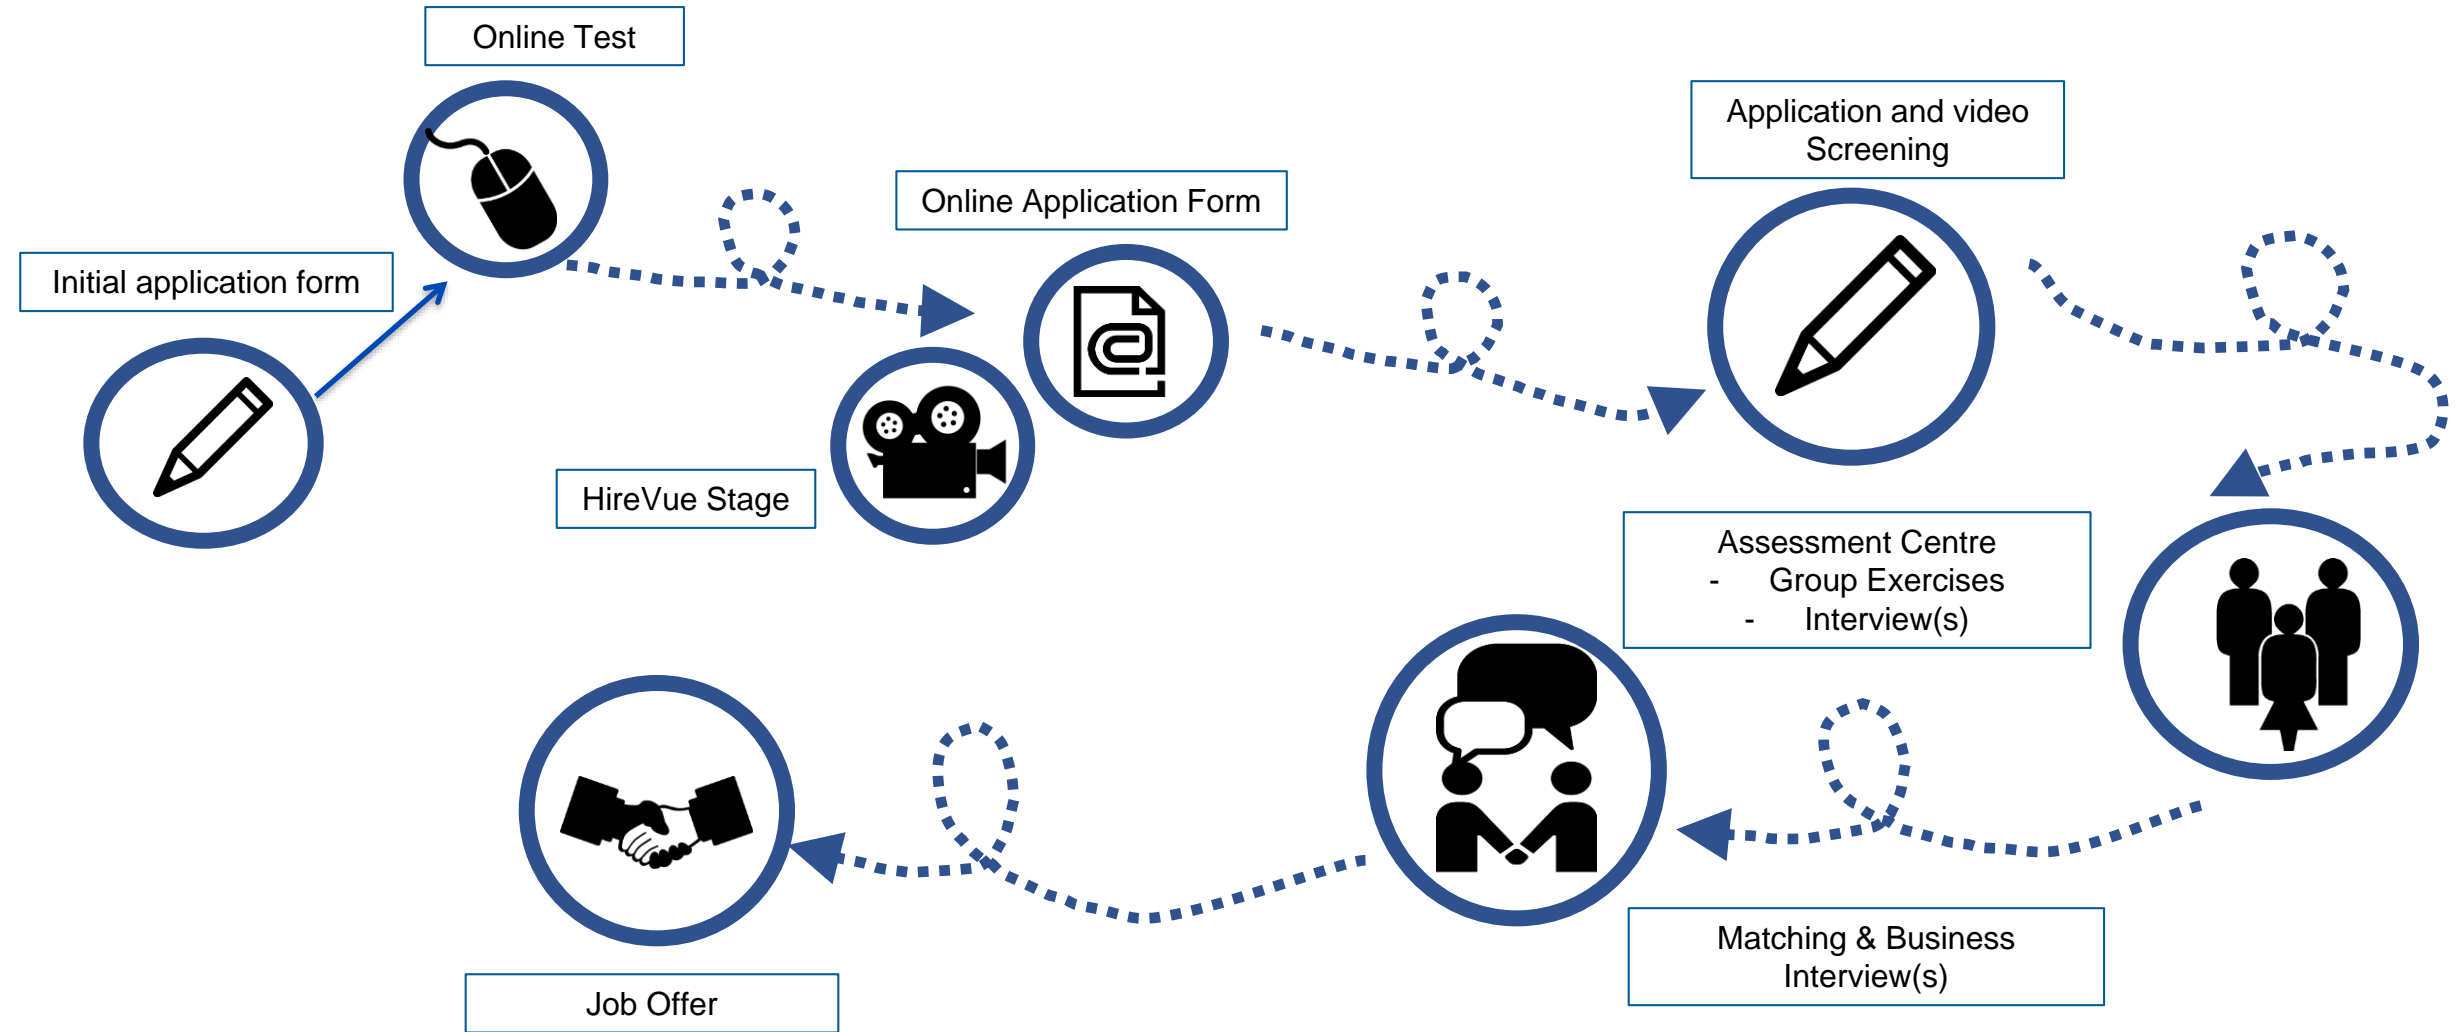 Initial application form
Online Test
HireVue Stage
Online Application Form
Application and video
Screening
Assessment Centre
- Group Exercises
- Interview(s)
Matching & Business
Interview(s)
Job Offer